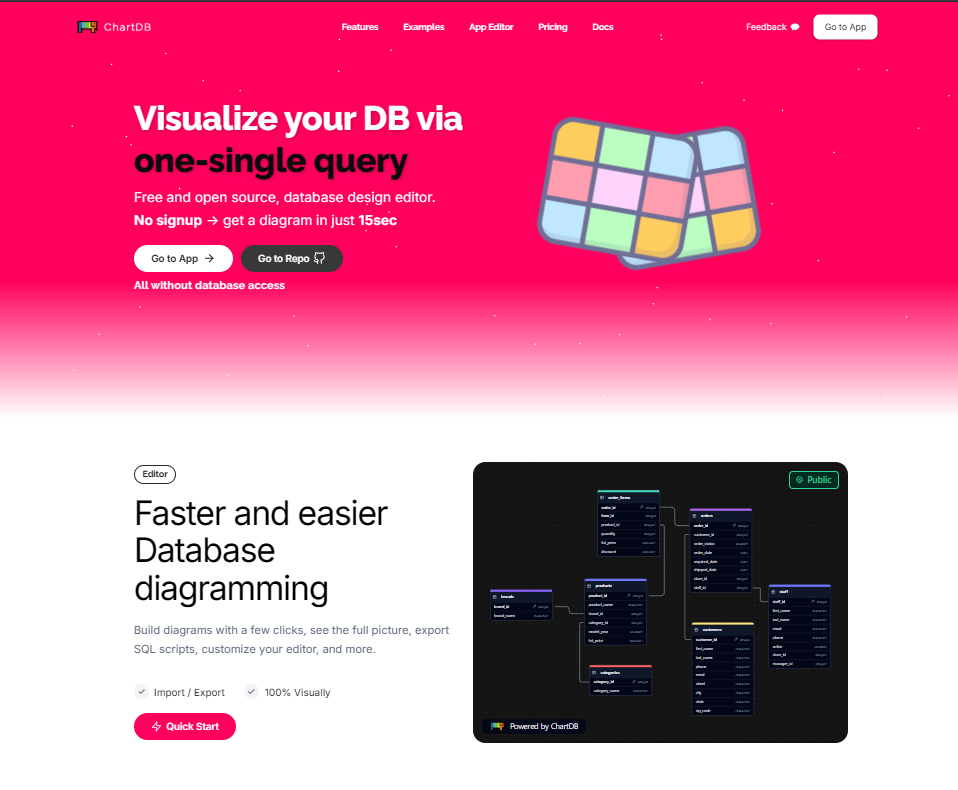 ChartDB
Features Examples App Editor Pricing Docs
Feedback
Go to App
Visualize your DB via
one-single query
Free and open source, database design editor.
No signup → get a diagram in just 15sec
Go to App →
Go to Repo
All without database access
Editor
Faster and easier
Database
diagramming
Build diagrams with a few clicks, see the full picture, export
SQL scripts, customize your editor, and more.
Import / Export
100% Visually
Quick Start
Public
order_items
order_id
item_id
product_id
quantity
list_price
discount
orders
order_id
customer_id
order_status
order_date
required_date
shipped_date
store_id
staff_id
products
product_id
product_name
brand_id
category_id
model_year
list_price
brands
brand_id
brand_name
staff
staff_id
first_name
last_name
email
phone
active
store_id
manager_id
customers
customer_id
first_name
last_name
phone
email
street
city
state
zip_code
categories
category_id
category_name
Powered by ChartDB